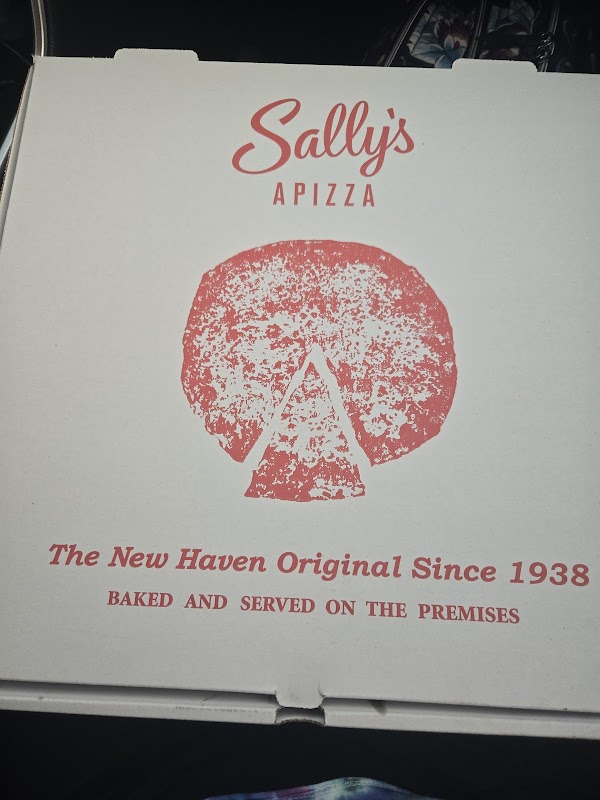 Sally's
APIZZA
The New Haven Original Since 1938
BAKED AND SERVED ON THE PREMISES